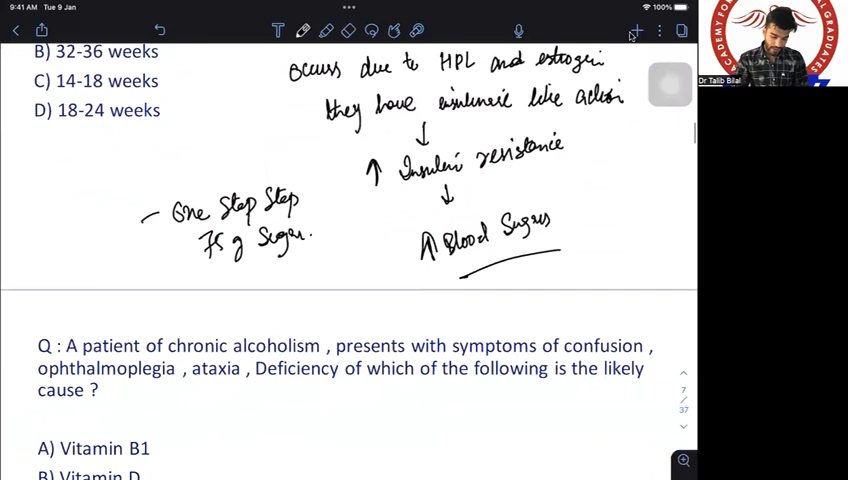 9:41 AM Tue 9 Jan
100%
B) 32-36 weeks
C) 14-18 weeks
D) 18-24 weeks
occurs due to HPL and estrogen
they have like action
↓
↑ Insulin resistance
↓
↑ Blood Sugar
- One Step Step
75 g Sugar.
Q : A patient of chronic alcoholism , presents with symptoms of confusion ,
ophthalmoplegia , ataxia , Deficiency of which of the following is the likely
cause ?
A) Vitamin B1
B) Vitamin D
7
/
37
ACADEMY FOR
GRADUATES
Dr Talib Bilal